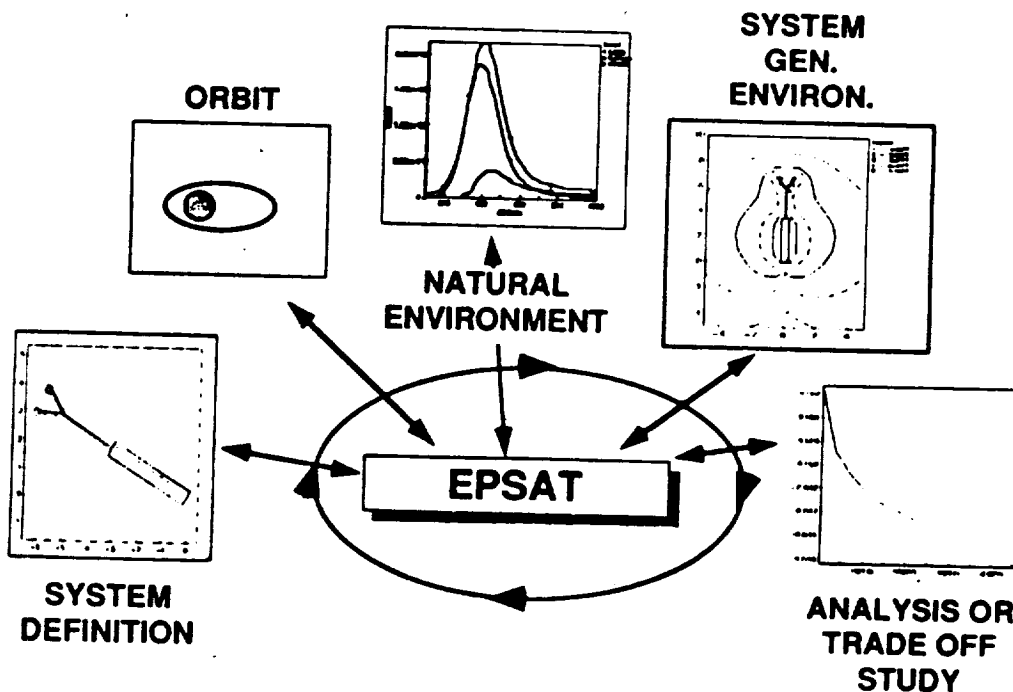 SYSTEM
GEN.
ENVIRON.
ORBIT
NATURAL
ENVIRONMENT
EPSAT
SYSTEM
DEFINITION
ANALYSIS OR
TRADE OFF
STUDY